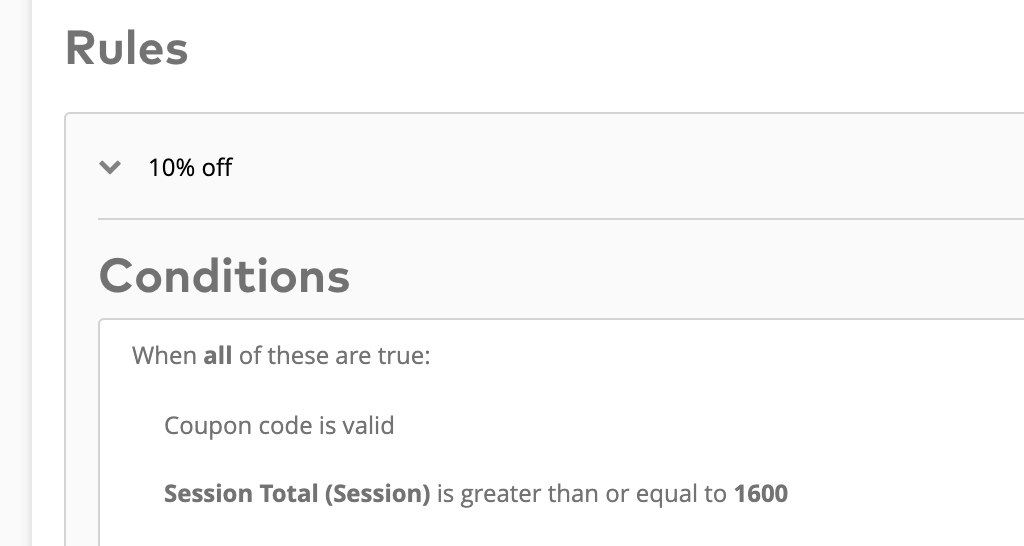 Rules
10% off
Conditions
When all of these are true:
Coupon code is valid
Session Total (Session) is greater than or equal to 1600